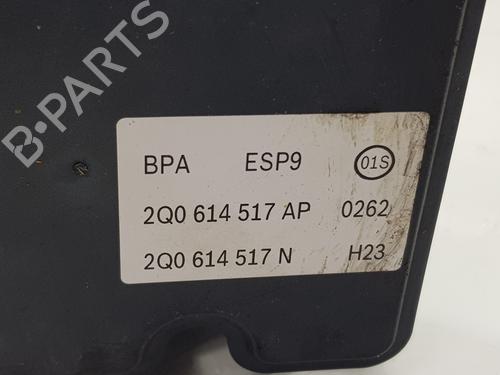 B-PARTS
BPA ESP9 01S
2Q0 614 517 AP 0262
2Q0 614 517 N H23